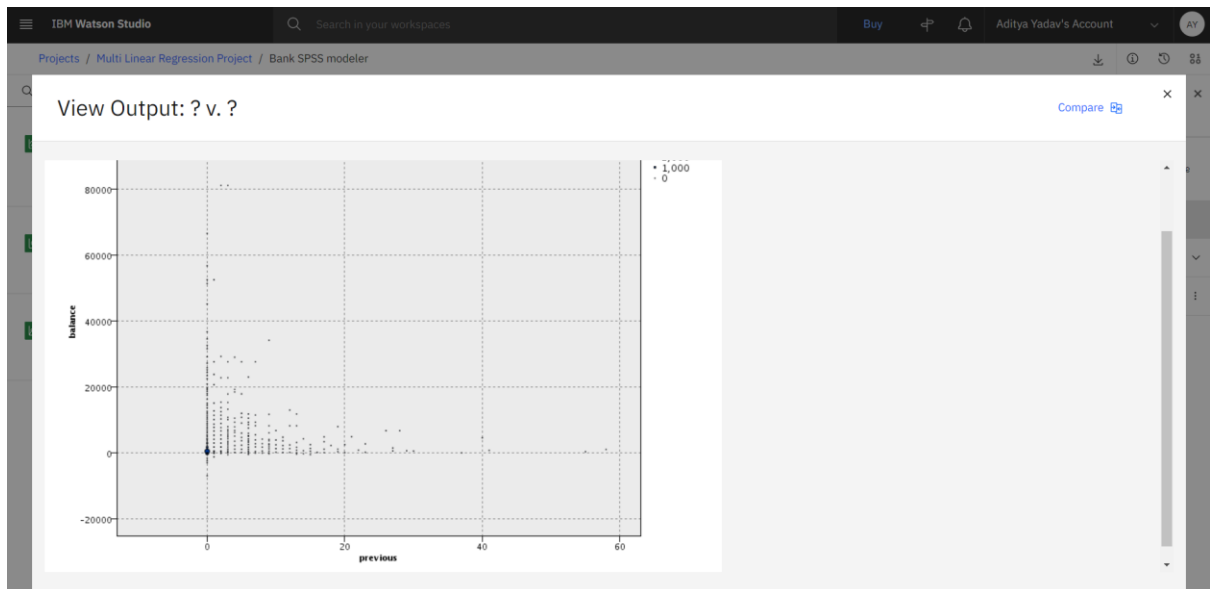 IBM Watson Studio
Search in your workspaces
Buy
Aditya Yadav's Account
AY
Projects / Multi Linear Regression Project / Bank SPSS modeler
View Output: ? v. ?
Compare
1,000
0
80000
60000
40000
20000
0
-20000
balance
0 20 40 60
previous